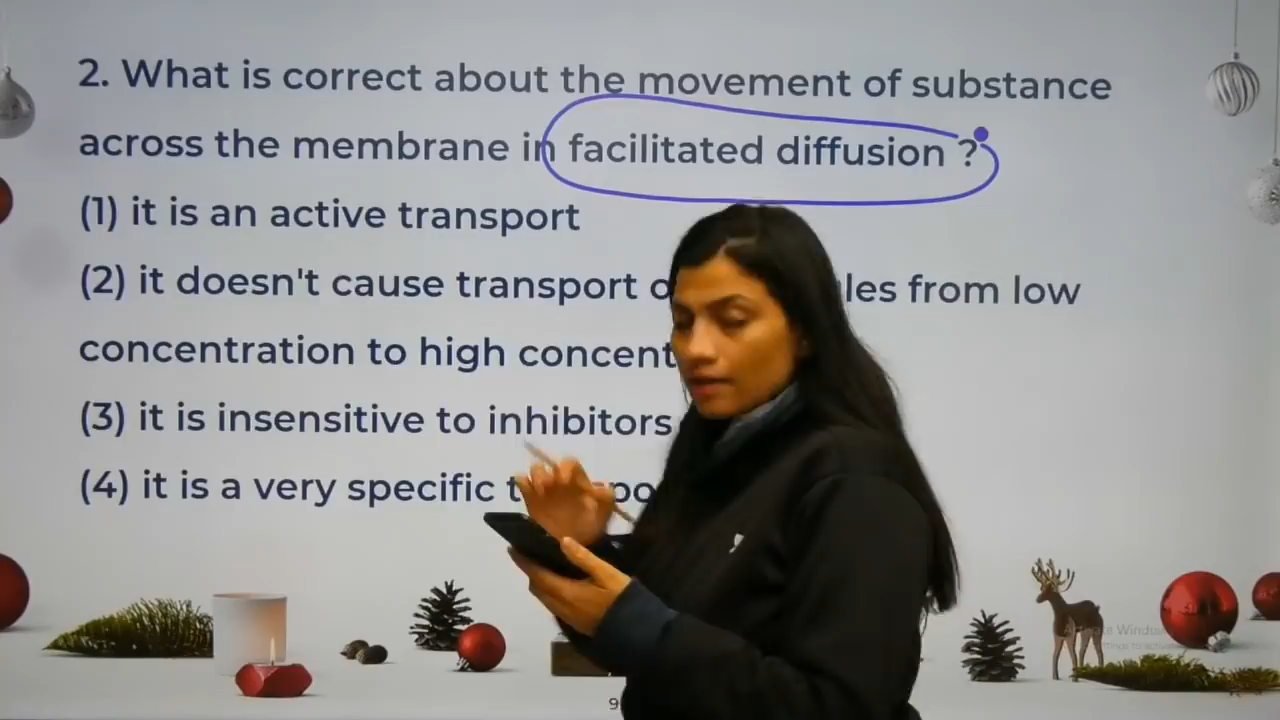 2. What is correct about the movement of substance
across the membrane in facilitated diffusion ?
(1) it is an active transport
(2) it doesn't cause transport from low
concentration to high
(3) it is insensitive to inhibitors
(4) it is a very specific
9